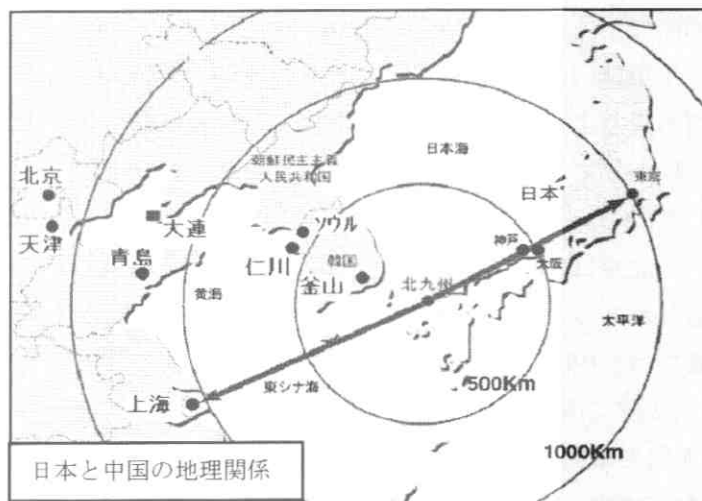 朝鮮民主主義
人民共和国
日本海
北京
東京
日本
大連
ソウル
天津
神戸
大阪
青島
仁川
韓国
釜山
北九州
黄海
太平洋
東シナ海
500Km
上海
1000Km
日本と中国の地理関係